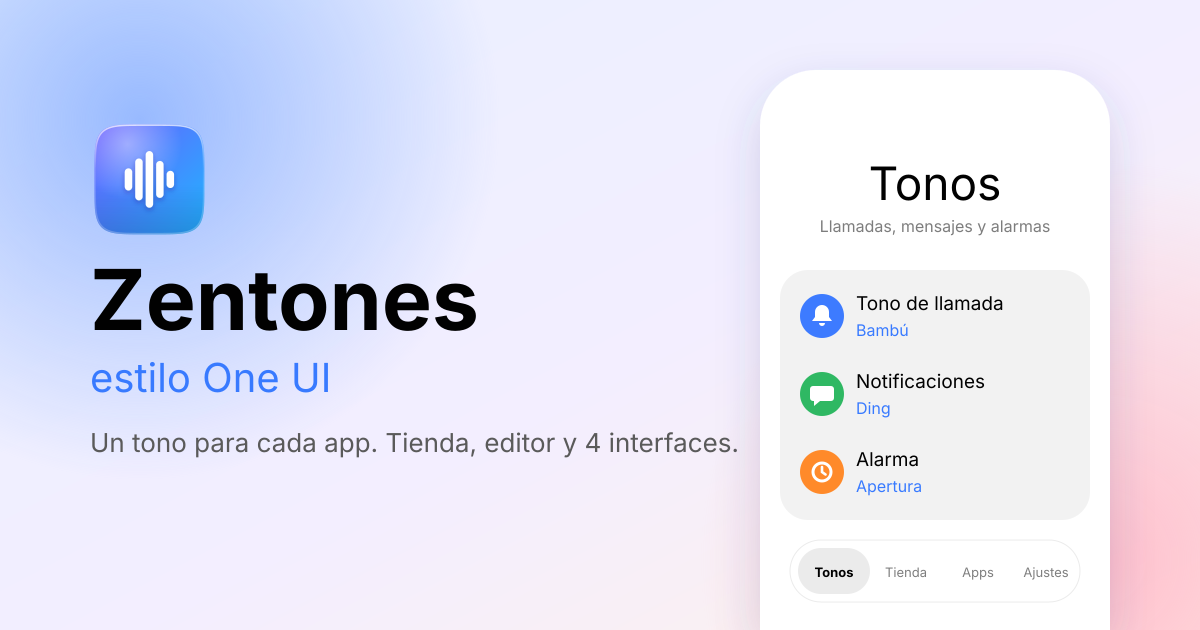 Zentones
estilo One UI
Un tono para cada app. Tienda, editor y 4 interfaces.
Tonos
Llamadas, mensajes y alarmas
Tono de llamada
Bambú
Notificaciones
Ding
Alarma
Apertura
Tonos Tienda Apps Ajustes